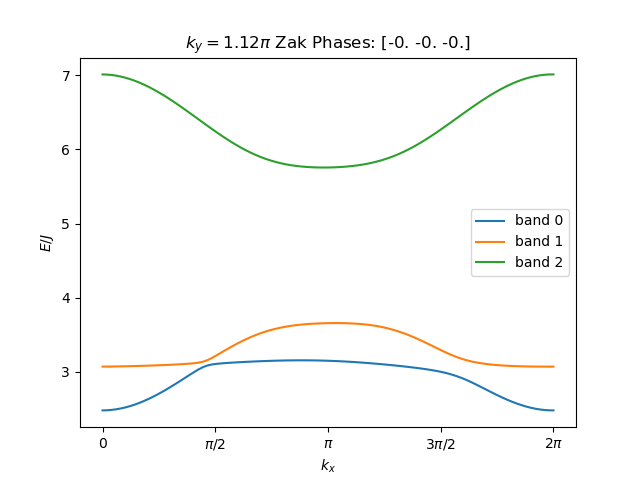 $k_y = 1.12\pi$ Zak Phases: [-0. -0. -0.]
7
6
5
4
3
E/J
band 0
band 1
band 2
0
π/2
π
3π/2
2π
$k_x$